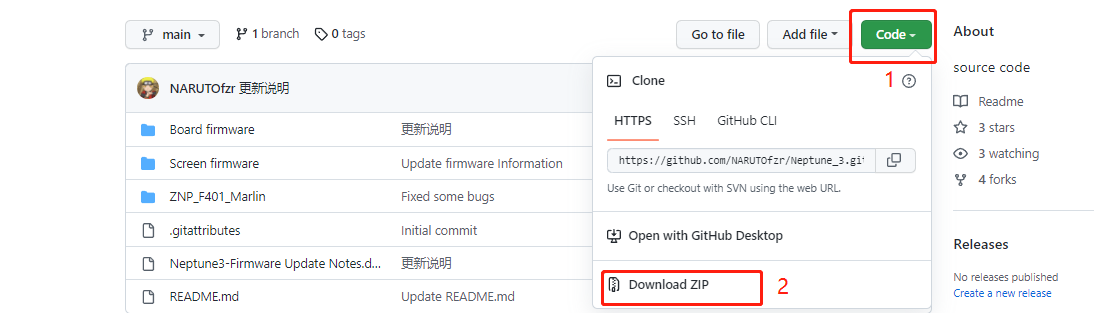 main 1 branch 0 tags Go to file Add file Code About
1
source code
NARUTOfzr 更新说明
Clone
Readme
HTTPS SSH GitHub CLI
3 stars
Board firmware 更新说明
3 watching
https://github.com/NARUTOfzr/Neptune_3.git
Screen firmware Update firmware Information
4 forks
Use Git or checkout with SVN using the web URL.
ZNP_F401_Marlin Fixed some bugs
.gitattributes Initial commit
Open with GitHub Desktop
Releases
Neptune3-Firmware Update Notes.d... 更新说明
No releases published
Download ZIP 2
README.md Update README.md
Create a new release